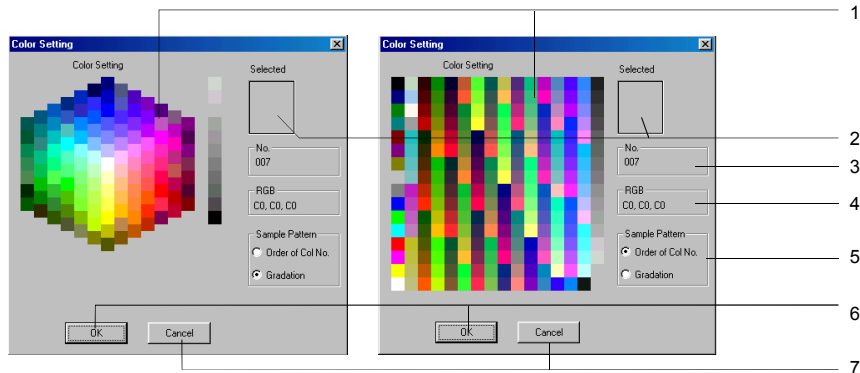 1
Color Setting
Color Setting
Selected
No.
007
RGB
C0, C0, C0
Sample Pattern
Order of Col No.
Gradation
OK
Cancel
Color Setting
Color Setting
Selected
No.
007
RGB
C0, C0, C0
Sample Pattern
Order of Col No.
Gradation
OK
Cancel
2
3
4
5
6
7